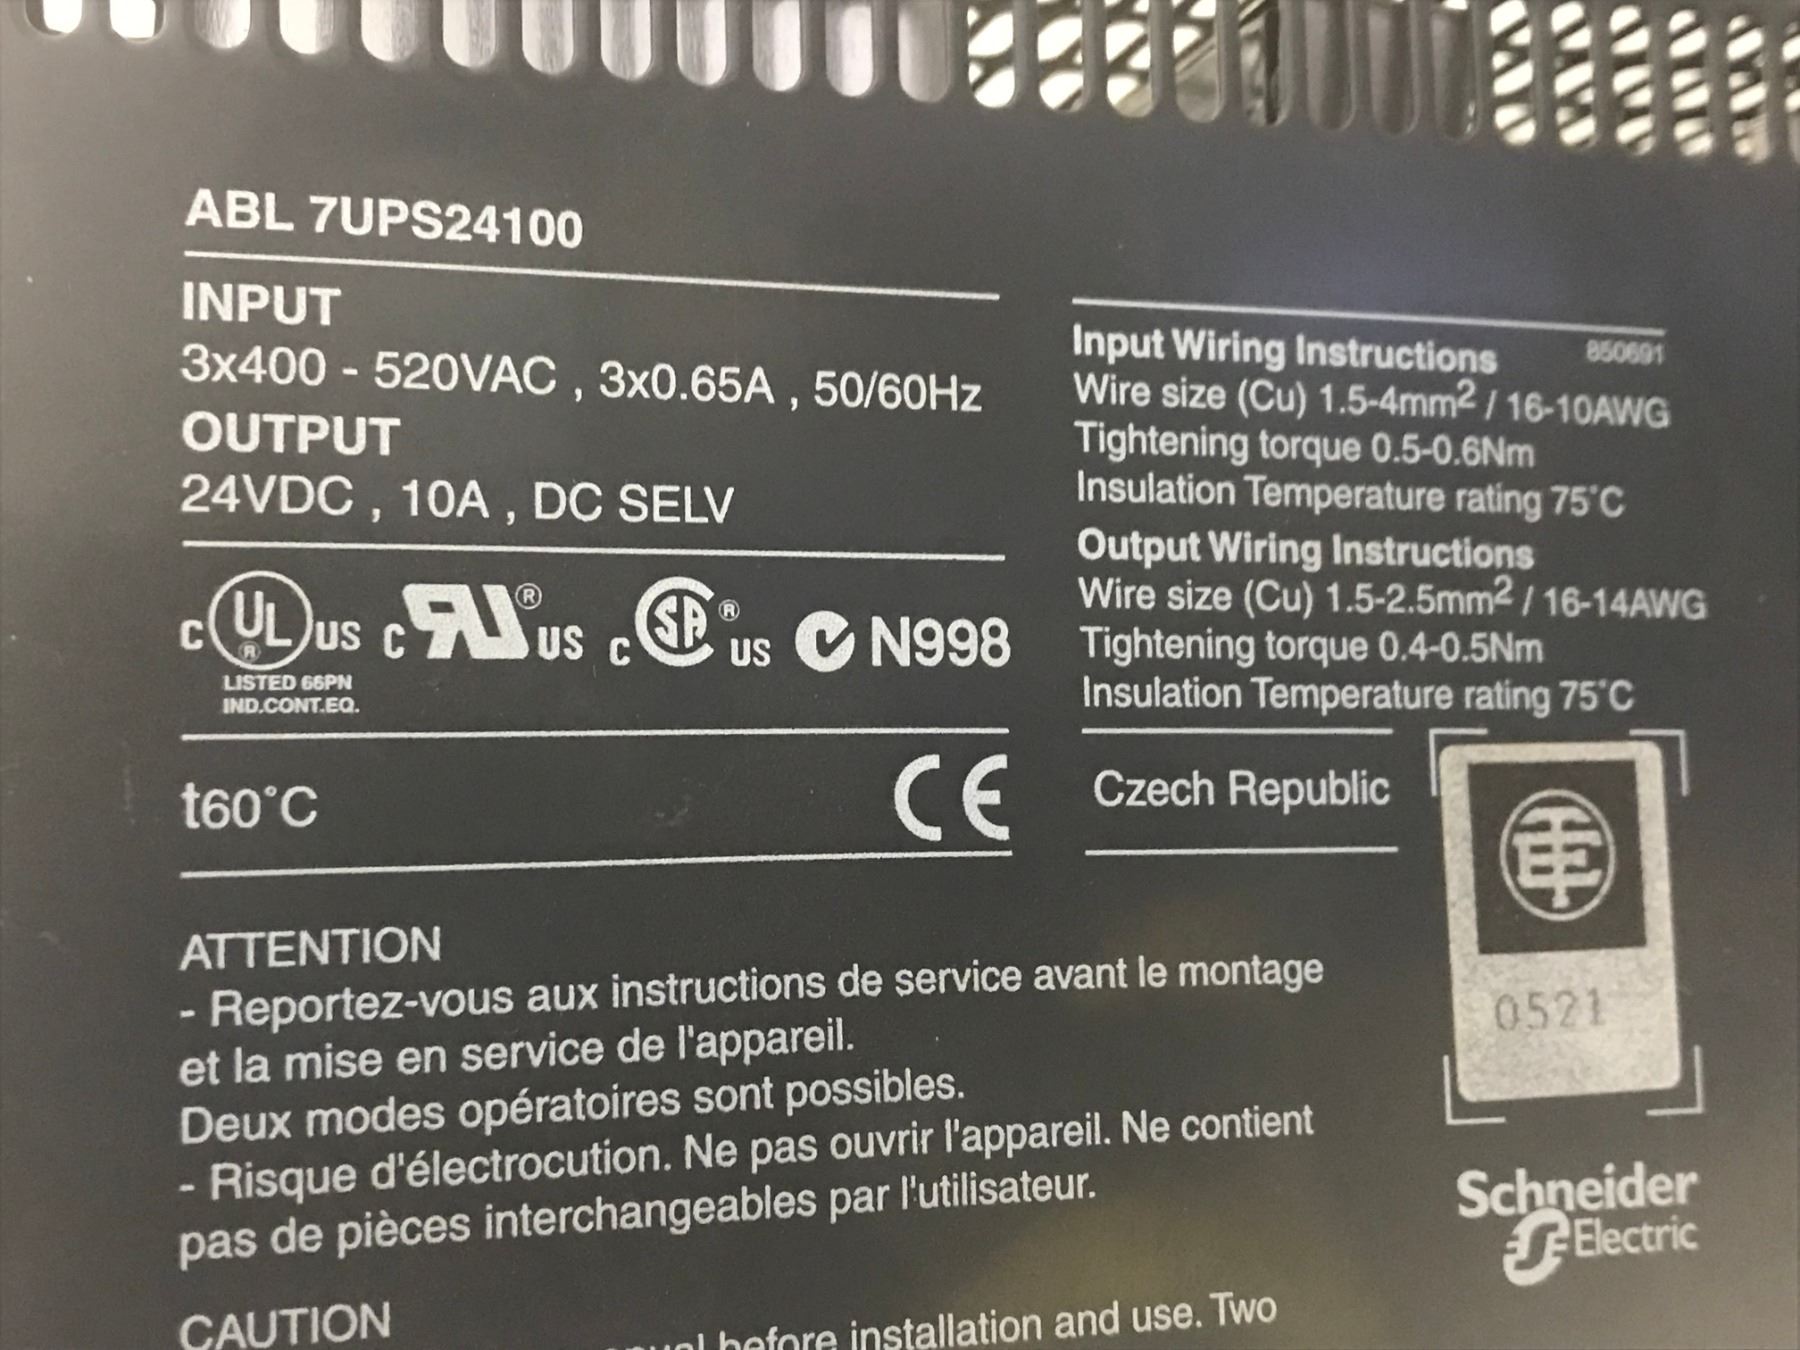 ABL 7UPS24100
INPUT
3x400 - 520VAC , 3x0.65A , 50/60Hz
OUTPUT
24VDC , 10A , DC SELV
C UL US ® C RU ® US C SA ® US N998
LISTED 66PN
IND.CONT.EQ.
t60°C
CE
Input Wiring Instructions 850691
Wire size (Cu) 1.5-4mm² / 16-10AWG
Tightening torque 0.5-0.6Nm
Insulation Temperature rating 75°C
Output Wiring Instructions
Wire size (Cu) 1.5-2.5mm² / 16-14AWG
Tightening torque 0.4-0.5Nm
Insulation Temperature rating 75°C
Czech Republic
TE
0521
Schneider
Electric
ATTENTION
- Reportez-vous aux instructions de service avant le montage
et la mise en service de l'appareil.
Deux modes opératoires sont possibles.
- Risque d'électrocution. Ne pas ouvrir l'appareil. Ne contient
pas de pièces interchangeables par l'utilisateur.
CAUTION
before installation and use. Two